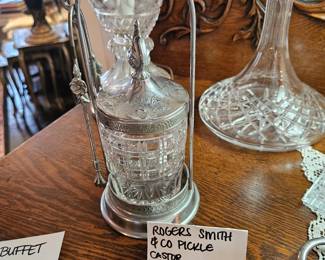 BUFFET
ROGERS SMITH
& CO PICKLE
CASTOR